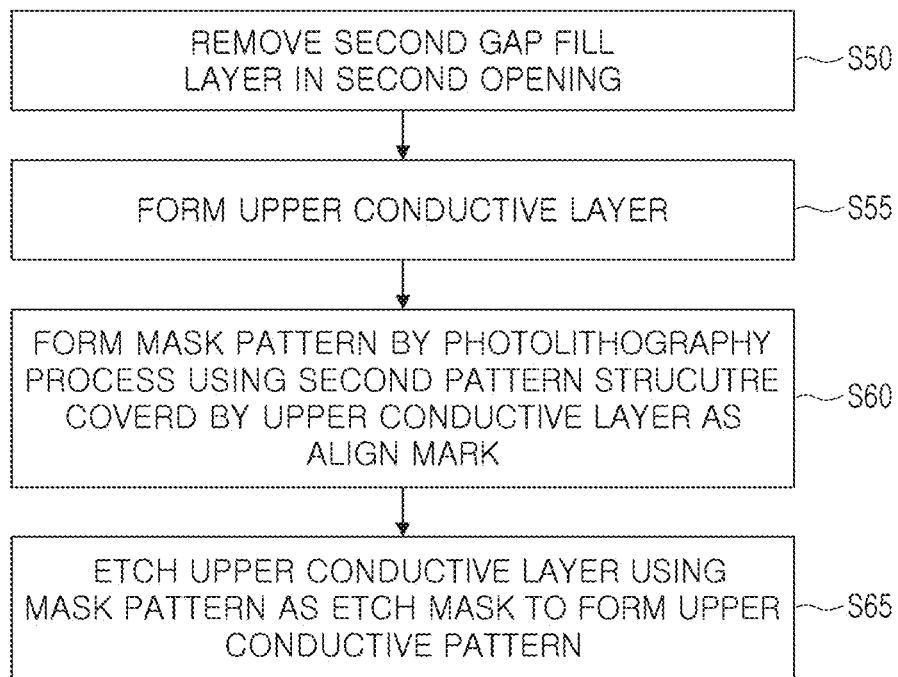 REMOVE SECOND GAP FILL
LAYER IN SECOND OPENING
S50
FORM UPPER CONDUCTIVE LAYER
S55
FORM MASK PATTERN BY PHOTOLITHOGRAPHY
PROCESS USING SECOND PATTERN STRUCUTRE
COVERD BY UPPER CONDUCTIVE LAYER AS
ALIGN MARK
S60
ETCH UPPER CONDUCTIVE LAYER USING
MASK PATTERN AS ETCH MASK TO FORM UPPER
CONDUCTIVE PATTERN
S65